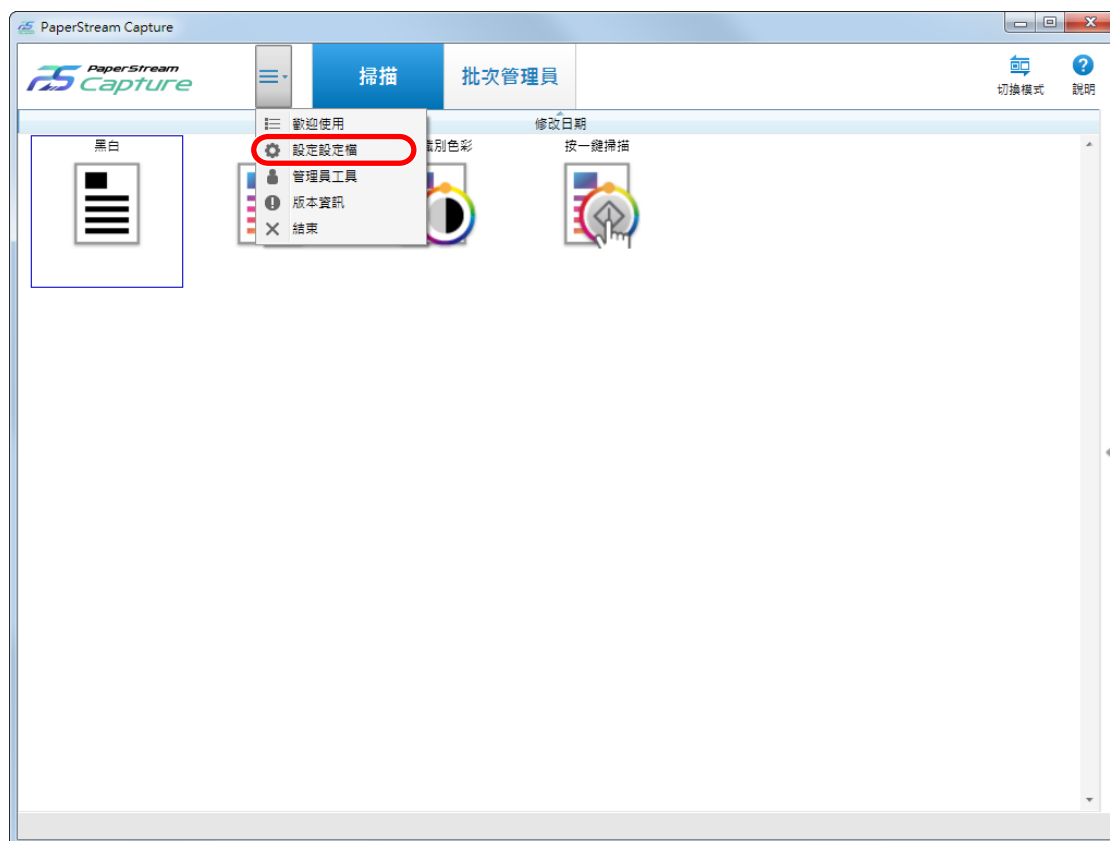 PaperStream Capture
PaperStream
Capture
掃描
批次管理員
切換模式
說明
修改日期
歡迎使用
設定設定檔
管理員工具
版本資訊
結束
黑白
識別色彩
按一鍵掃描